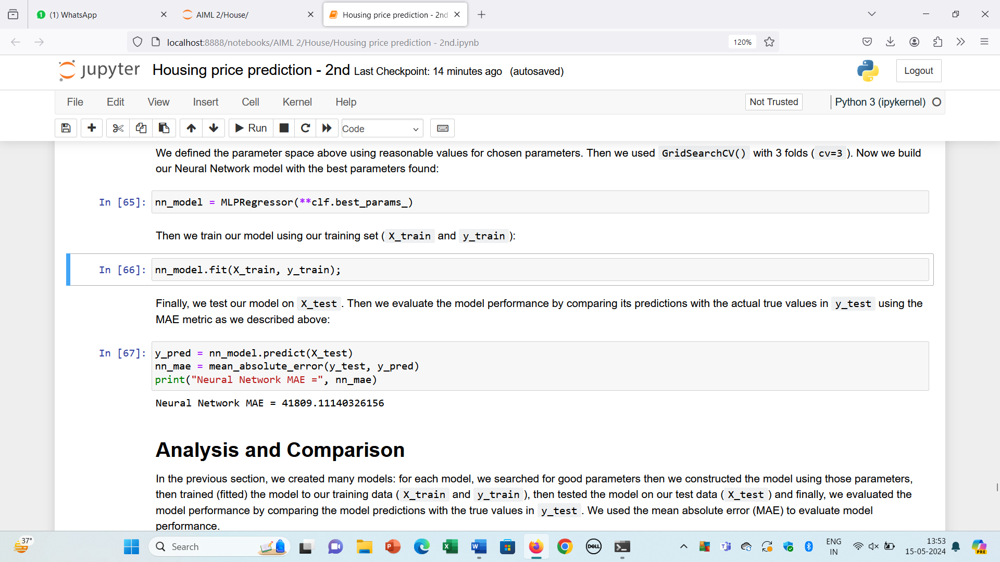 (1) WhatsApp
AIML 2/House/
Housing price prediction - 2nd
localhost:8888/notebooks/AIML 2/House/Housing price prediction - 2nd.ipynb
120%
jupyter Housing price prediction - 2nd Last Checkpoint: 14 minutes ago (autosaved)
Logout
File Edit View Insert Cell Kernel Help
Not Trusted
Python 3 (ipykernel)
Run
Code
We defined the parameter space above using reasonable values for chosen parameters. Then we used GridSearchCV() with 3 folds ( cv=3 ). Now we build
our Neural Network model with the best parameters found:
In [65]: nn_model = MLPRegressor(**clf.best_params_)
Then we train our model using our training set ( X_train and y_train ):
In [66]: nn_model.fit(X_train, y_train);
Finally, we test our model on X_test . Then we evaluate the model performance by comparing its predictions with the actual true values in y_test using the
MAE metric as we described above:
In [67]: y_pred = nn_model.predict(X_test)
nn_mae = mean_absolute_error(y_test, y_pred)
print("Neural Network MAE =", nn_mae)
Neural Network MAE = 41809.11140326156
Analysis and Comparison
In the previous section, we created many models: for each model, we searched for good parameters then we constructed the model using those parameters,
then trained (fitted) the model to our training data ( X_train and y_train ), then tested the model on our test data ( X_test ) and finally, we evaluated the
model performance by comparing the model predictions with the true values in y_test . We used the mean absolute error (MAE) to evaluate model
performance.
37°
Search
DELL
ENG
IN
13:53
15-05-2024
PRE